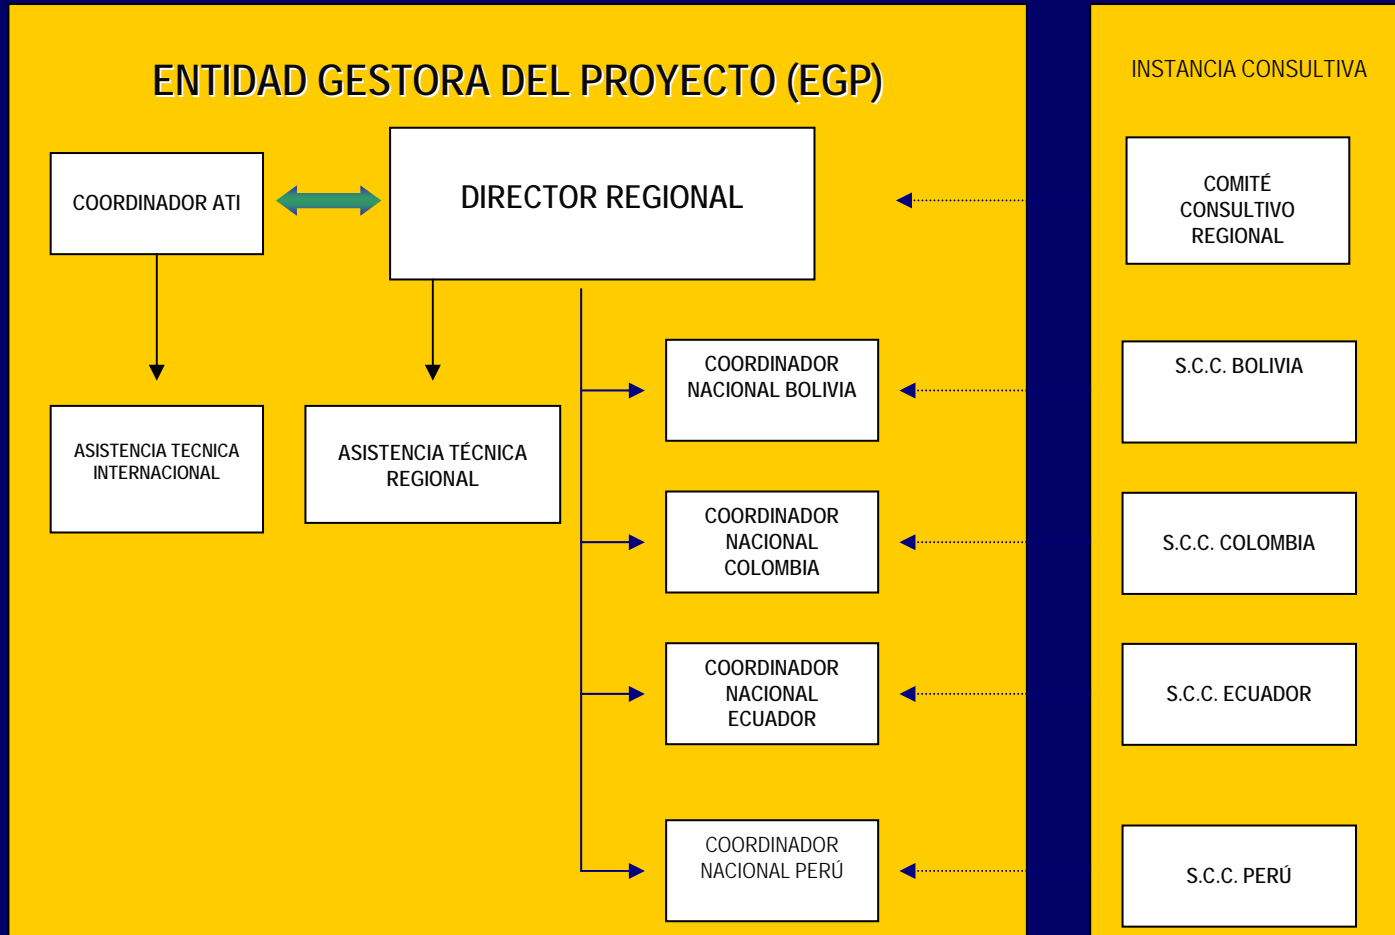 ENTIDAD GESTORA DEL PROYECTO (EGP)
COORDINADOR ATI
DIRECTOR REGIONAL
ASISTENCIA TECNICA
INTERNACIONAL
ASISTENCIA TÉCNICA
REGIONAL
COORDINADOR
NACIONAL BOLIVIA
COORDINADOR
NACIONAL
COLOMBIA
COORDINADOR
NACIONAL
ECUADOR
COORDINADOR
NACIONAL PERÚ
INSTANCIA CONSULTIVA
COMITÉ
CONSULTIVO
REGIONAL
S.C.C. BOLIVIA
S.C.C. COLOMBIA
S.C.C. ECUADOR
S.C.C. PERÚ